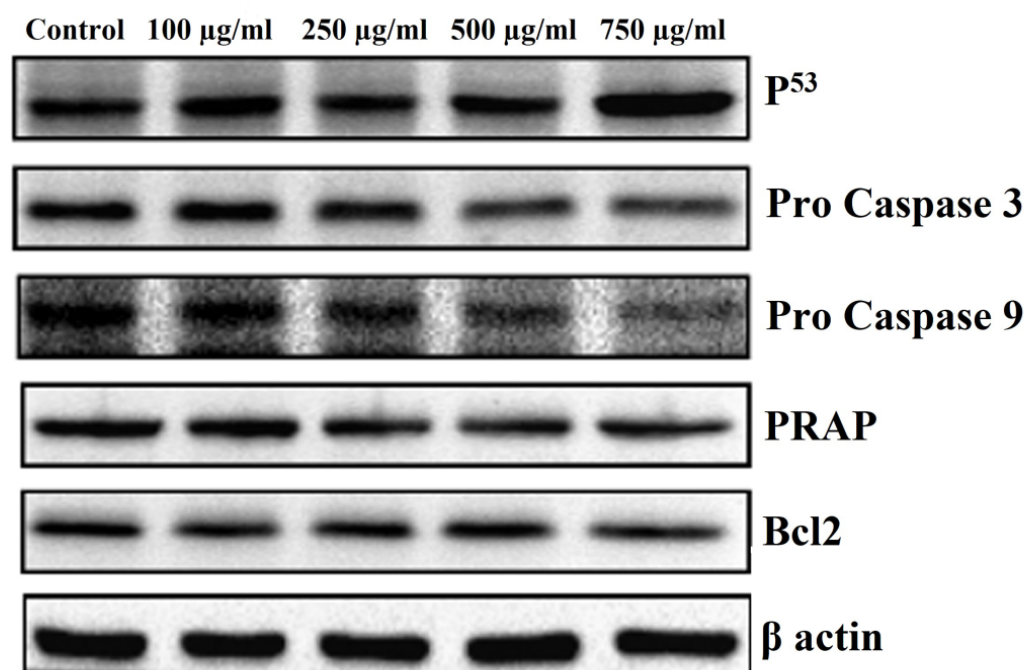 Control 100 μg/ml 250 μg/ml 500 μg/ml 750 μg/ml
P53
Pro Caspase 3
Pro Caspase 9
PRAP
Bcl2
β actin